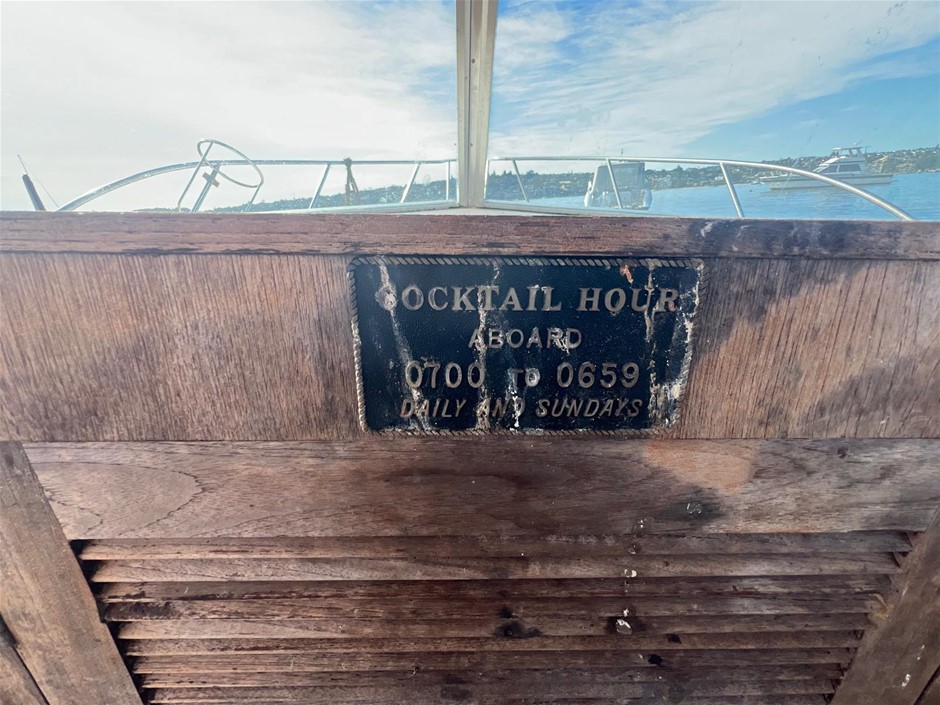 COCKTAIL HOUR
ABOARD
0700 TO 0659
DAILY AND SUNDAYS